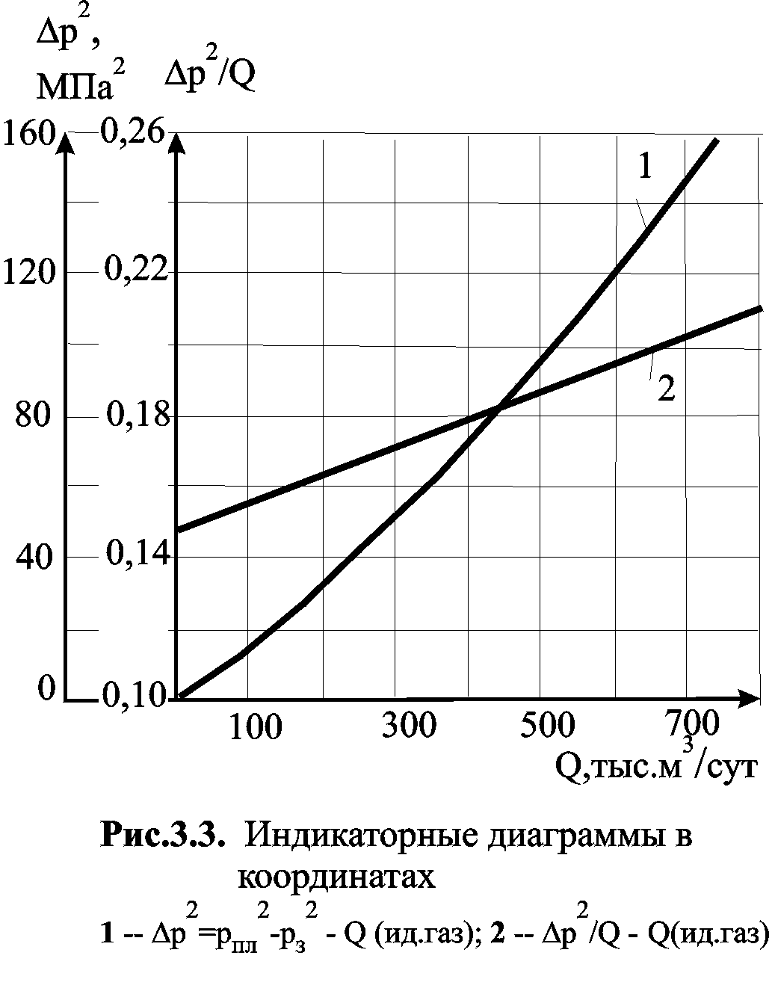 Δp²,
МПа² Δp²/Q
160 0,26
1
120 0,22
2
80 0,18
40 0,14
0 0,10
100 300 500 700
Q,тыс.м³/сут
Рис.3.3. Индикаторные диаграммы в
координатах
1 -- Δp²=pпл²-pз² - Q (ид.газ); 2 -- Δp²/Q - Q(ид.газ)